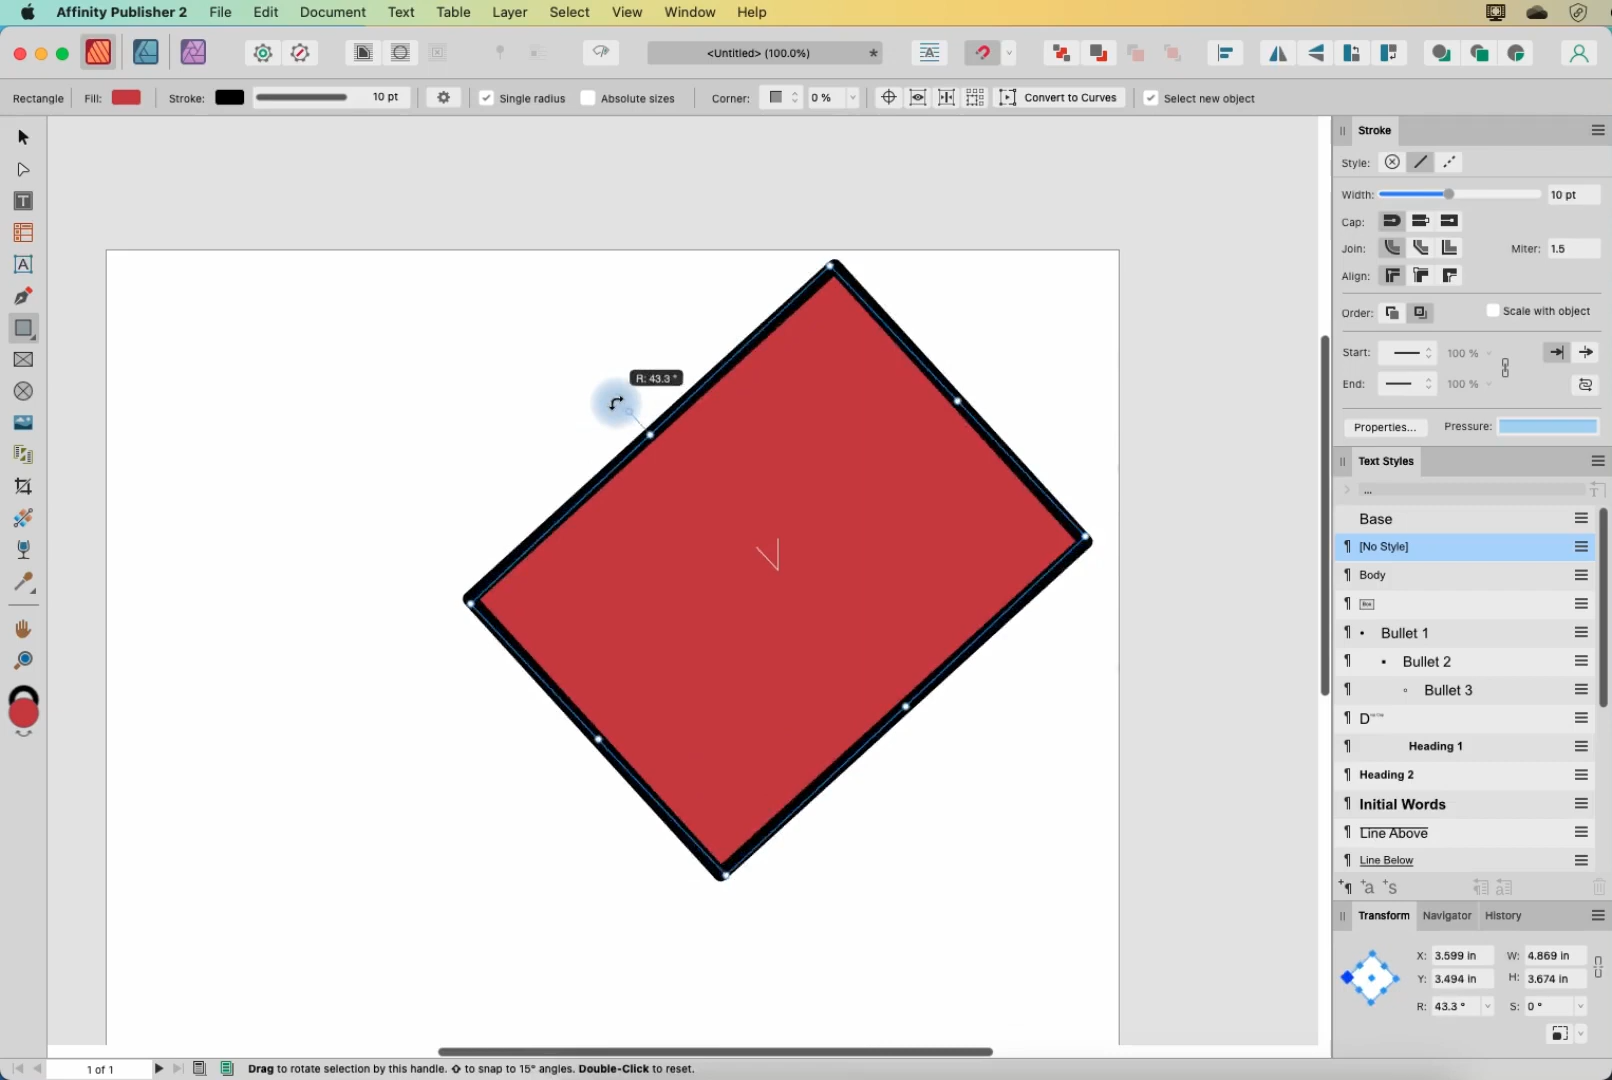 Affinity Publisher 2 File Edit Document Text Table Layer Select View Window Help
<Untitled> (100.0%) *
Rectangle Fill: Stroke: 10 pt Single radius Absolute sizes Corner: 0 % Convert to Curves Select new object
Stroke
Style:
Width: 10 pt
Cap:
Join: Miter: 1.5
Align:
Order: Scale with object
Start: 100 %
End: 100 %
Properties... Pressure:
R: 43.3 °
Text Styles
...
Base
¶ [No Style]
¶ Body
¶
¶ • Bullet 1
¶ ▪ Bullet 2
¶ ◦ Bullet 3
¶ D
¶ Heading 1
¶ Heading 2
¶ Initial Words
¶ Line Above
¶ Line Below
+¶ +a +s
Transform Navigator History
X: 3.599 in W: 4.869 in
Y: 3.494 in H: 3.674 in
R: 43.3 ° S: 0 °
1 of 1 Drag to rotate selection by this handle. ⇧ to snap to 15° angles. Double-Click to reset.